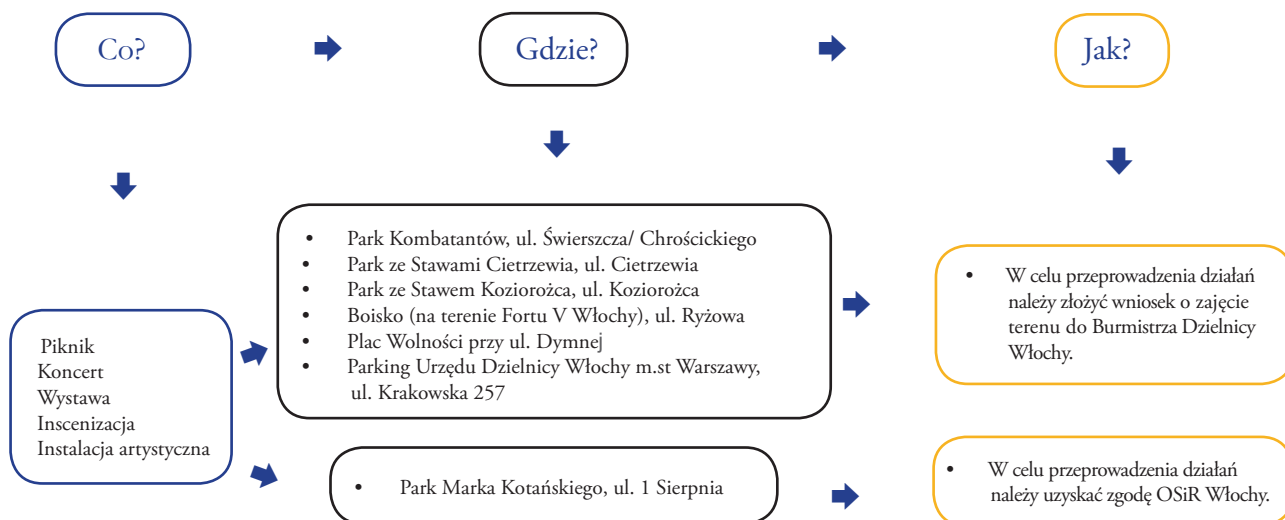 Co?
Gdzie?
Jak?
Piknik
Koncert
Wystawa
Inscenizacja
Instalacja artystyczna
• Park Kombatantów, ul. Świerszcza/ Chrościckiego
• Park ze Stawami Cietrzewia, ul. Cietrzewia
• Park ze Stawem Koziorożca, ul. Koziorożca
• Boisko (na terenie Fortu V Włochy), ul. Ryżowa
• Plac Wolności przy ul. Dymnej
• Parking Urzędu Dzielnicy Włochy m.st Warszawy,
ul. Krakowska 257
• W celu przeprowadzenia działań
należy złożyć wniosek o zajęcie
terenu do Burmistrza Dzielnicy
Włochy.
• Park Marka Kotańskiego, ul. 1 Sierpnia
• W celu przeprowadzenia działań
należy uzyskać zgodę OSiR Włochy.